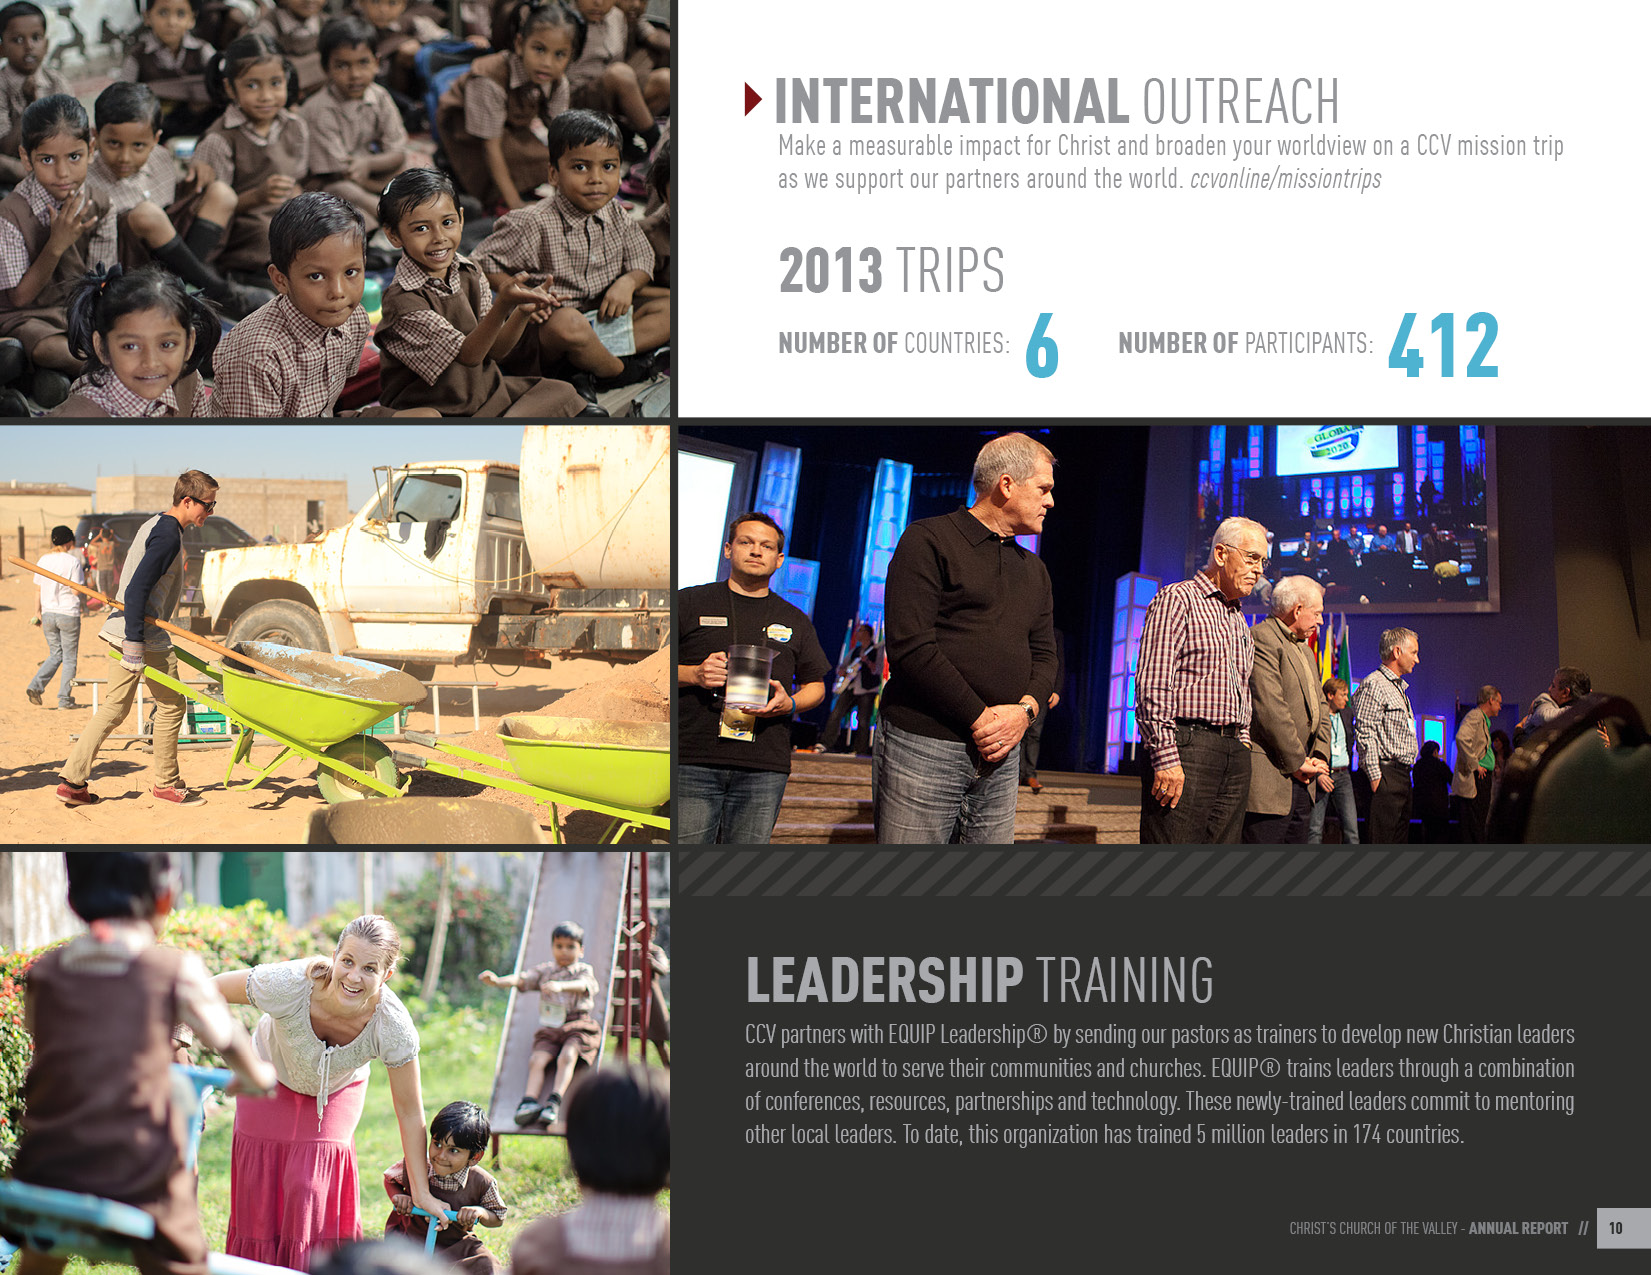 INTERNATIONAL OUTREACH
Make a measurable impact for Christ and broaden your worldview on a CCV mission trip
as we support our partners around the world. ccvonline/missiontrips
2013 TRIPS
NUMBER OF COUNTRIES: 6 NUMBER OF PARTICIPANTS: 412
GLOBAL
2020
LEADERSHIP TRAINING
CCV partners with EQUIP Leadership® by sending our pastors as trainers to develop new Christian leaders
around the world to serve their communities and churches. EQUIP® trains leaders through a combination
of conferences, resources, partnerships and technology. These newly-trained leaders commit to mentoring
other local leaders. To date, this organization has trained 5 million leaders in 174 countries.
CHRIST'S CHURCH OF THE VALLEY - ANNUAL REPORT // 10